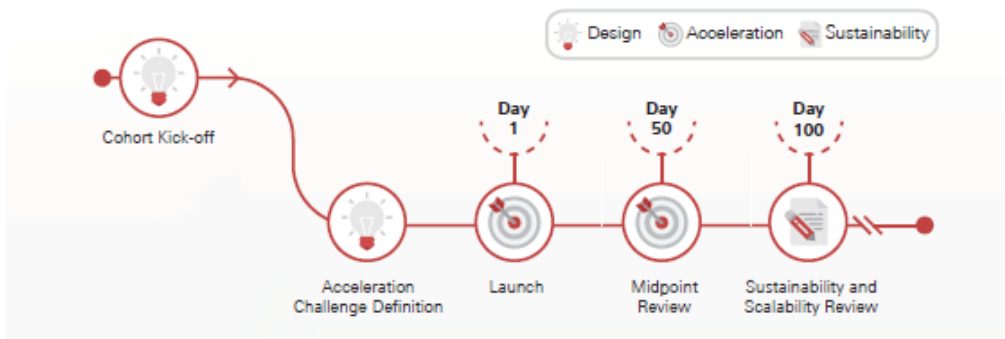 Design Acceleration Sustainability
Cohort Kick-off
Day
1
Day
50
Day
100
Acceleration
Challenge Definition
Launch
Midpoint
Review
Sustainability and
Scalability Review